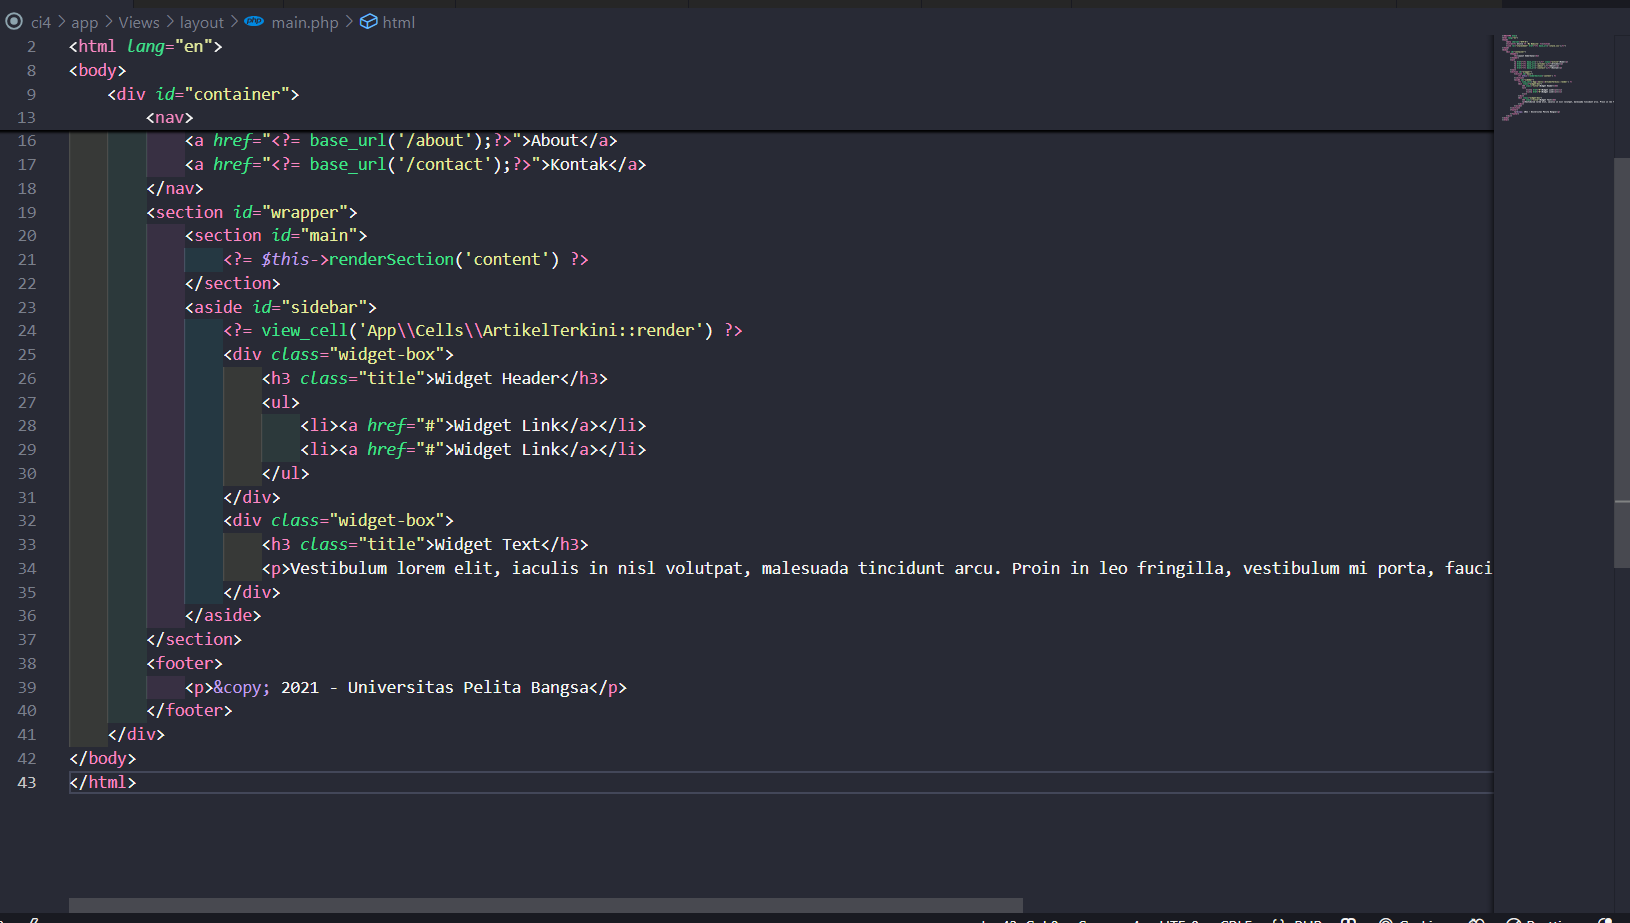 ci4 > app > Views > layout > php main.php > html
2 <html lang="en">
8 <body>
9 <div id="container">
13 <nav>
16 <a href="<?= base_url('/about');?>">About</a>
17 <a href="<?= base_url('/contact');?>">Kontak</a>
18 </nav>
19 <section id="wrapper">
20 <section id="main">
21 <?= $this->renderSection('content') ?>
22 </section>
23 <aside id="sidebar">
24 <?= view_cell('App\\Cells\\ArtikelTerkini::render') ?>
25 <div class="widget-box">
26 <h3 class="title">Widget Header</h3>
27 <ul>
28 <li><a href="#">Widget Link</a></li>
29 <li><a href="#">Widget Link</a></li>
30 </ul>
31 </div>
32 <div class="widget-box">
33 <h3 class="title">Widget Text</h3>
34 <p>Vestibulum lorem elit, iaculis in nisl volutpat, malesuada tincidunt arcu. Proin in leo fringilla, vestibulum mi porta, fauci
35 </div>
36 </aside>
37 </section>
38 <footer>
39 <p>&copy; 2021 - Universitas Pelita Bangsa</p>
40 </footer>
41 </div>
42 </body>
43 </html>